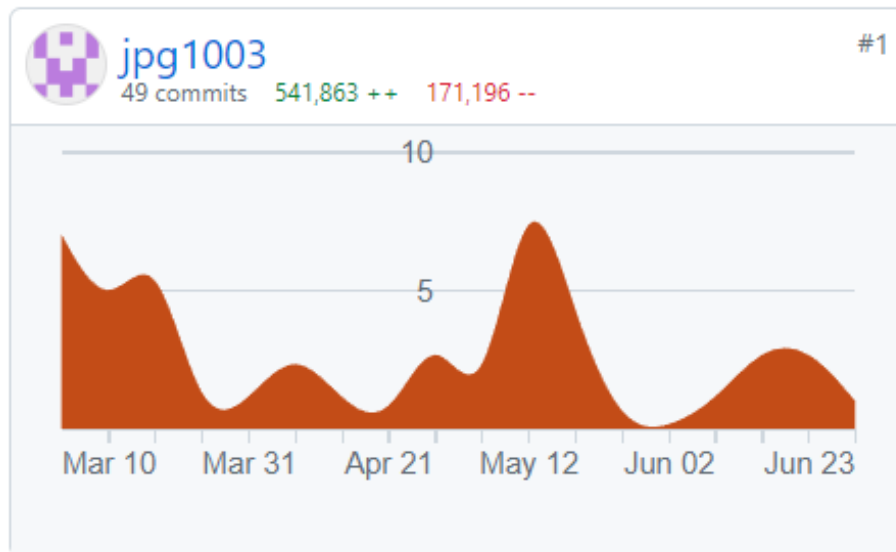 jpg1003
#1
49 commits 541,863 ++ 171,196 --
10
5
Mar 10 Mar 31 Apr 21 May 12 Jun 02 Jun 23